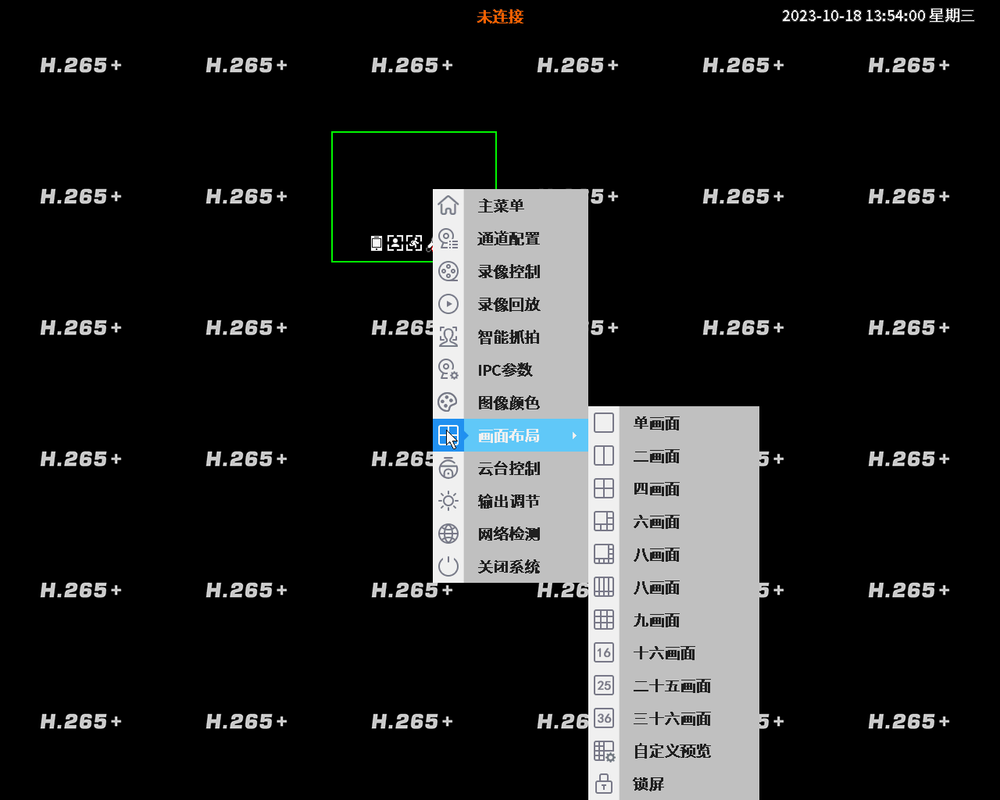 未连接
2023-10-18 13:54:00 星期三
H.265+ H.265+ H.265+ H.265+ H.265+ H.265+
H.265+ H.265+ 5+ H.265+ H.265+
主菜单
通道配置
录像控制
录像回放
H.265+ H.265+ H.265 5+ H.265+ H.265+
智能抓拍
IPC参数
图像颜色
画面布局
单画面
二画面
H.265+ H.265+ H.265 5+ H.265+
云台控制
四画面
输出调节
六画面
网络检测
八画面
关闭系统
八画面
H.265+ H.265+ H.265+ H.26 5+ H.265+
九画面
16 十六画面
25 二十五画面
36 三十六画面
H.265+ H.265+ H.265+ H.26 5+ H.265+
自定义预览
锁屏